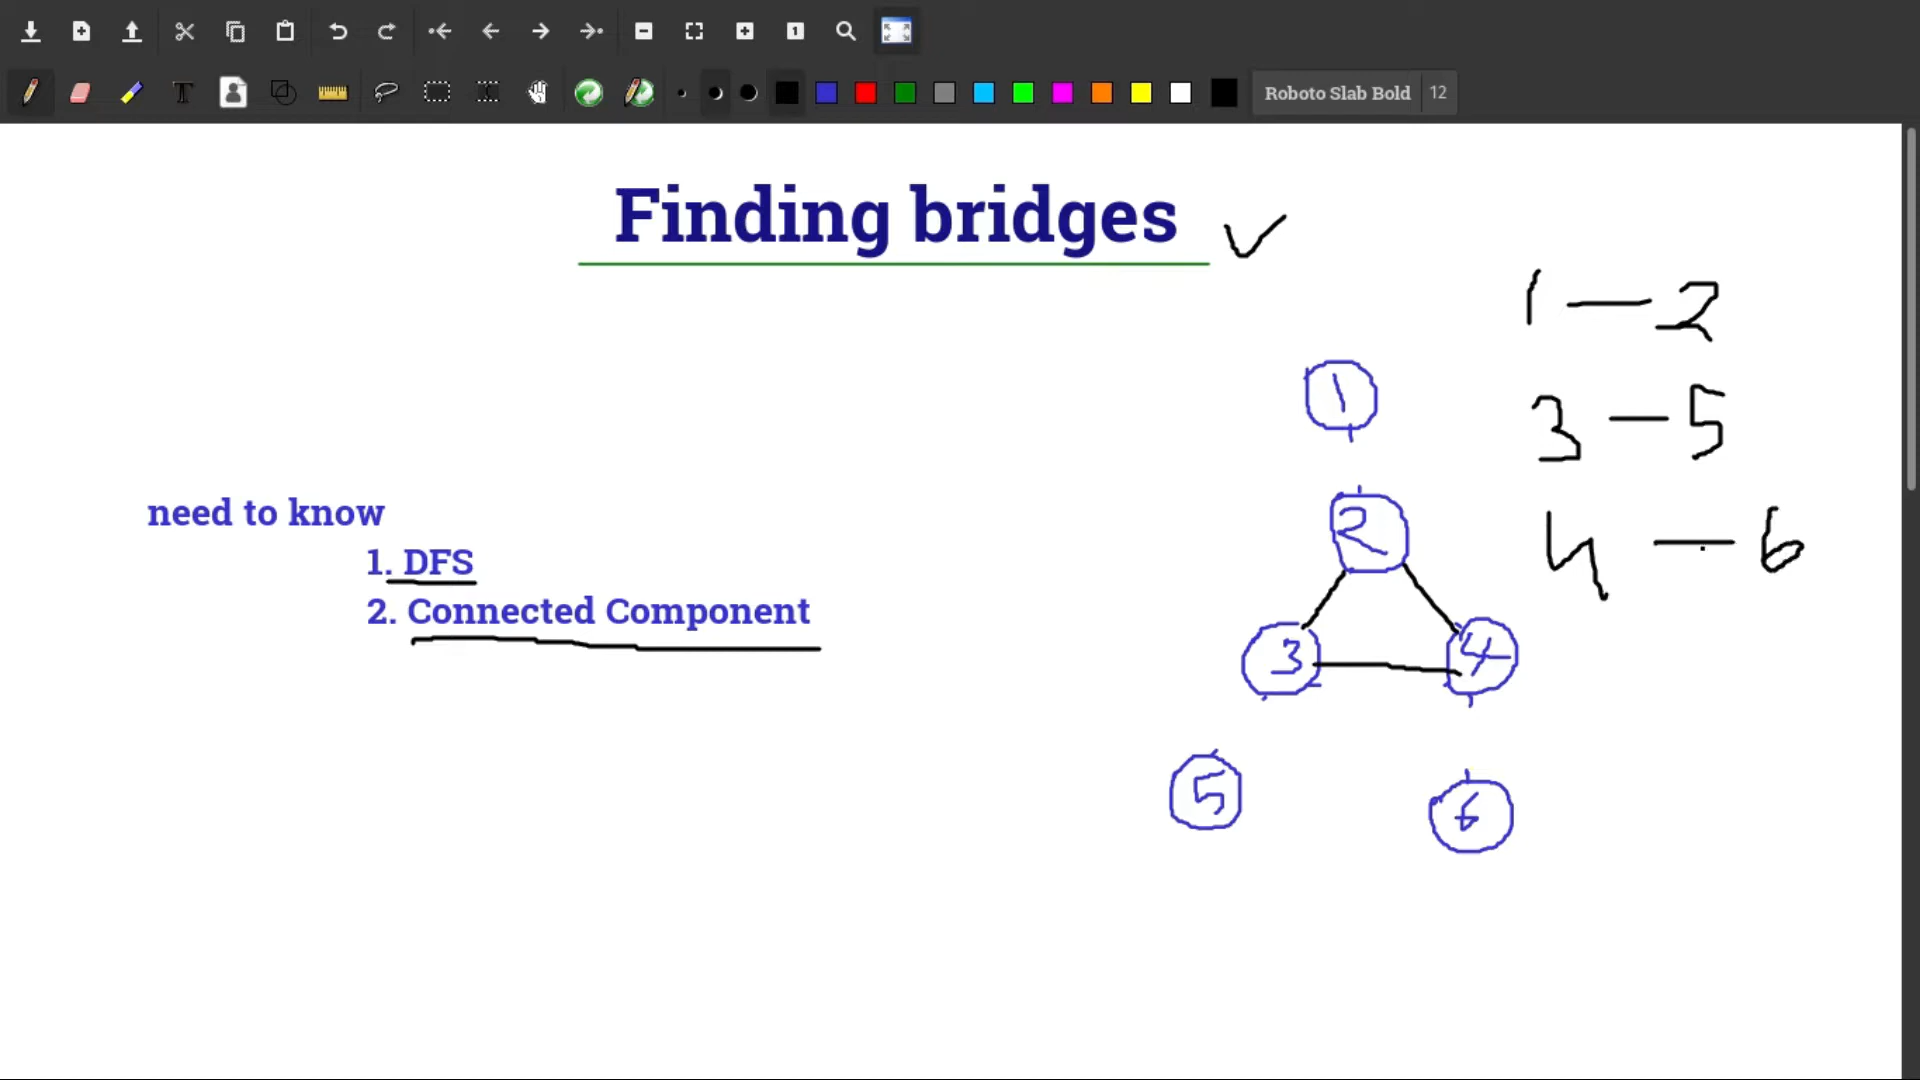 1
Roboto Slab Bold 12
Finding bridges
1 — 2
1
3 — 5
need to know
2
4 — 6
1. DFS
2. Connected Component
3
4
5
6